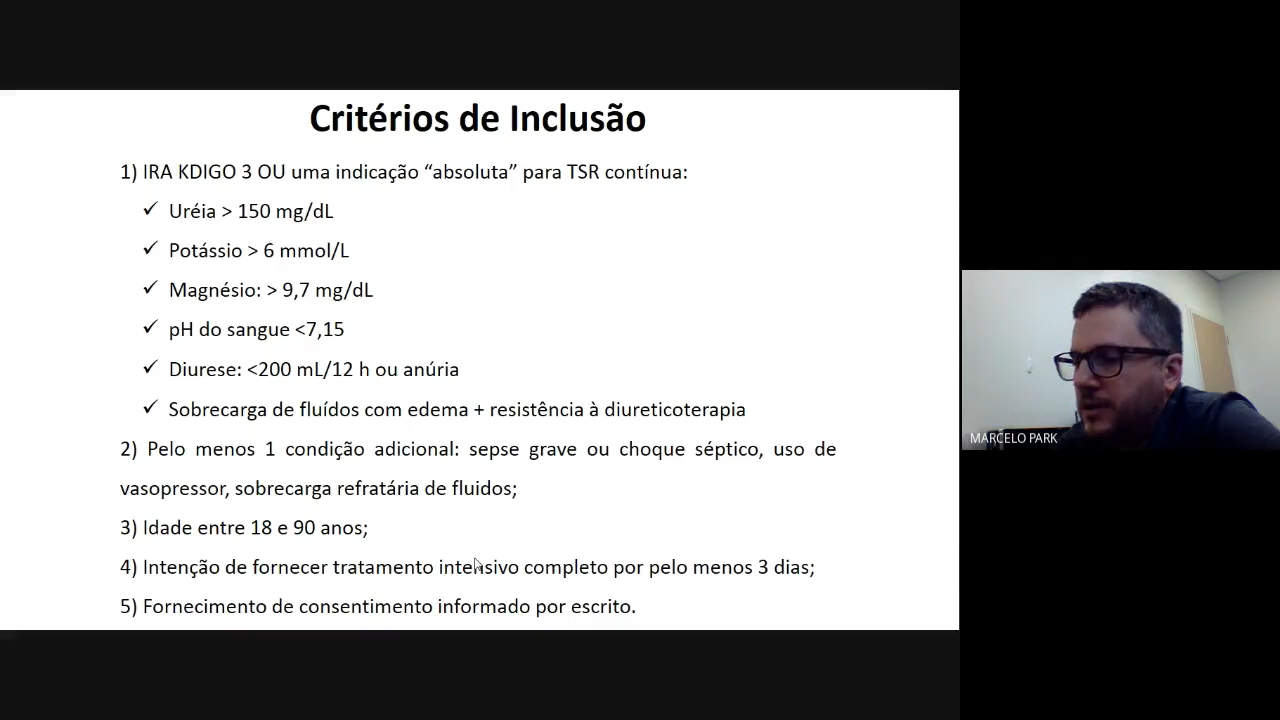 Critérios de Inclusão
1) IRA KDIGO 3 OU uma indicação “absoluta” para TSR contínua:
✓ Uréia > 150 mg/dL
✓ Potássio > 6 mmol/L
✓ Magnésio: > 9,7 mg/dL
✓ pH do sangue <7,15
✓ Diurese: <200 mL/12 h ou anúria
✓ Sobrecarga de fluídos com edema + resistência à diureticoterapia
2) Pelo menos 1 condição adicional: sepse grave ou choque séptico, uso de
vasopressor, sobrecarga refratária de fluidos;
3) Idade entre 18 e 90 anos;
4) Intenção de fornecer tratamento intensivo completo por pelo menos 3 dias;
5) Fornecimento de consentimento informado por escrito.
MARCELO PARK